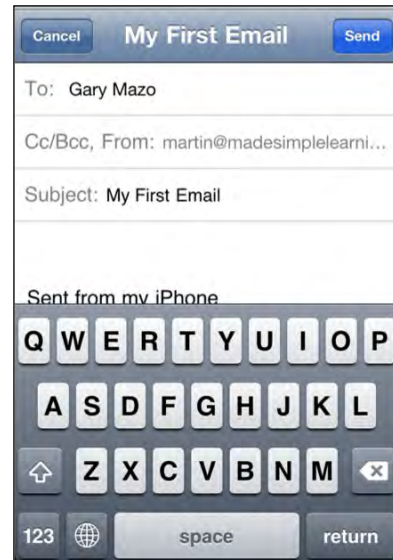 Cancel My First Email Send
To: Gary Mazo
Cc/Bcc, From: martin@madesimplelearni...
Subject: My First Email
Sent from my iPhone
Q W E R T Y U I O P
A S D F G H J K L
Z X C V B N M
123 space return